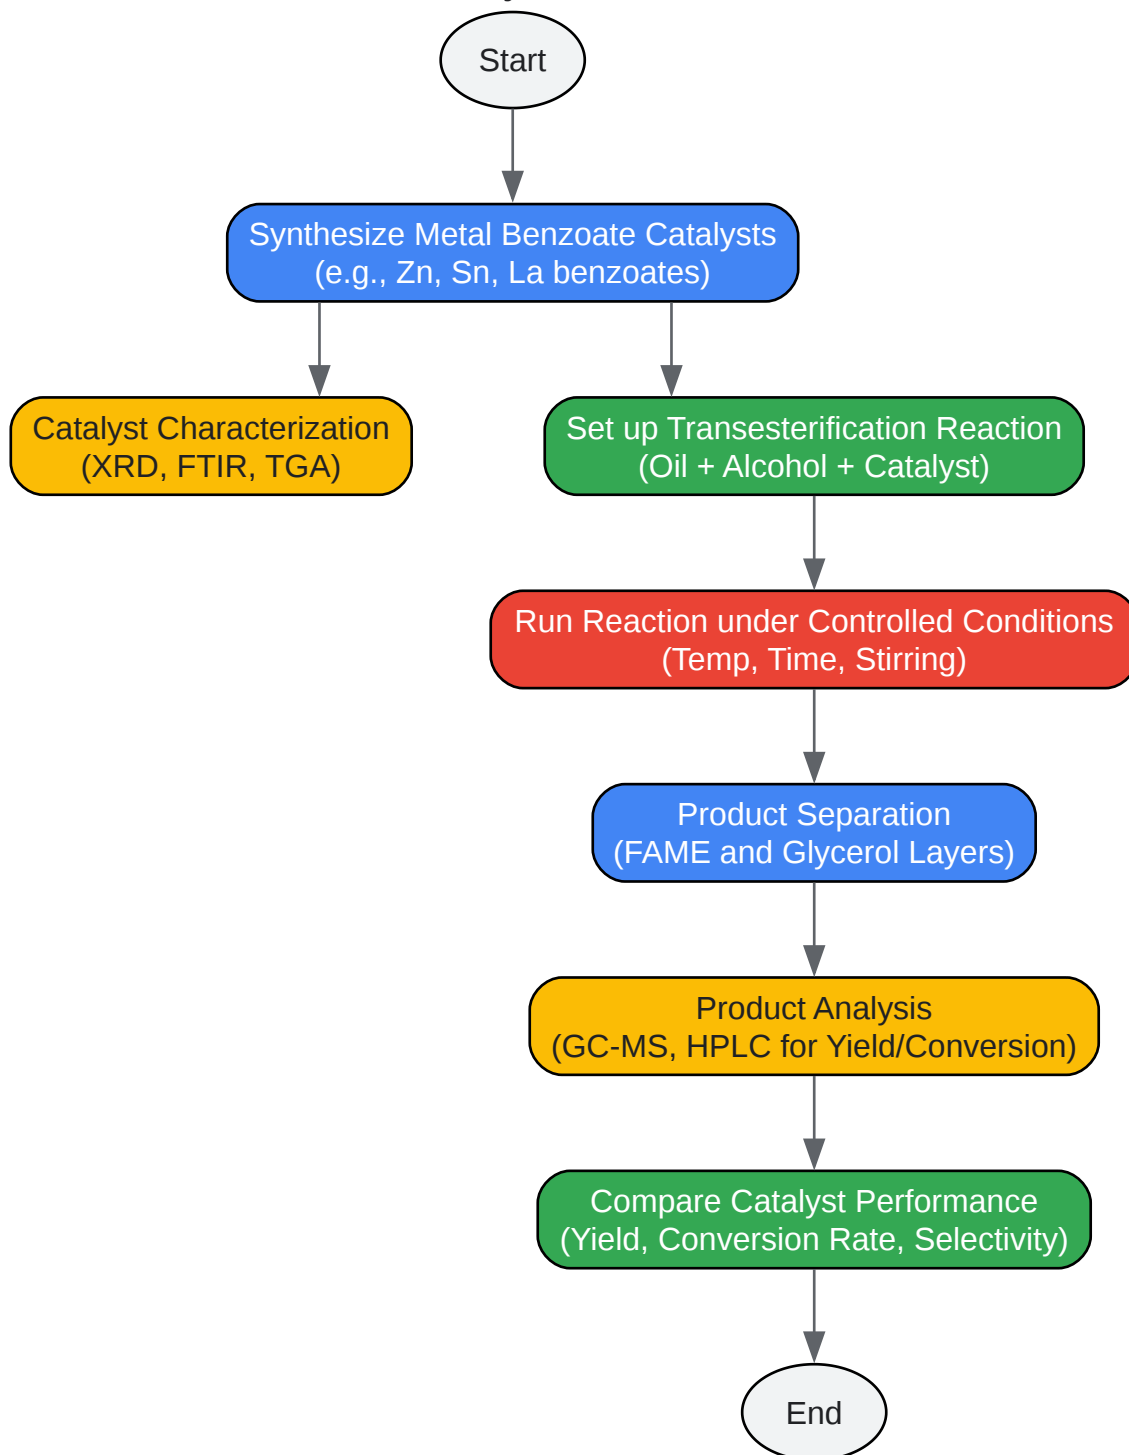 Start
Synthesize Metal Benzoate Catalysts
(e.g., Zn, Sn, La benzoates)
Catalyst Characterization
(XRD, FTIR, TGA)
Set up Transesterification Reaction
(Oil + Alcohol + Catalyst)
Run Reaction under Controlled Conditions
(Temp, Time, Stirring)
Product Separation
(FAME and Glycerol Layers)
Product Analysis
(GC-MS, HPLC for Yield/Conversion)
Compare Catalyst Performance
(Yield, Conversion Rate, Selectivity)
End